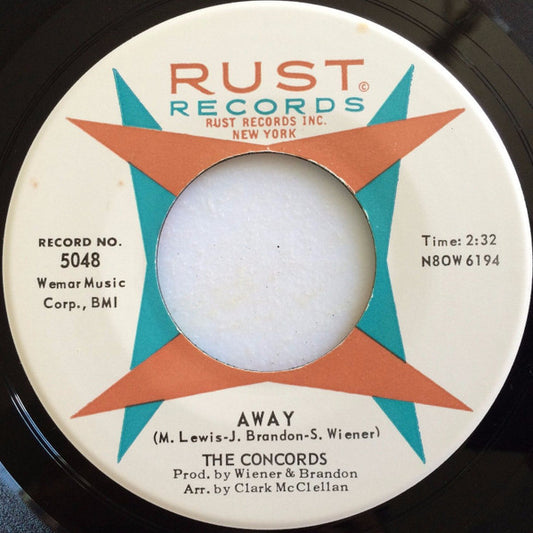 RUST©
RECORDS
RUST RECORDS INC.
NEW YORK
RECORD NO.
5048
Wemar Music
Corp., BMI
Time: 2:32
N8OW 6194
AWAY
(M. Lewis-J. Brandon-S. Wiener)
THE CONCORDS
Prod. by Wiener & Brandon
Arr. by Clark McClellan